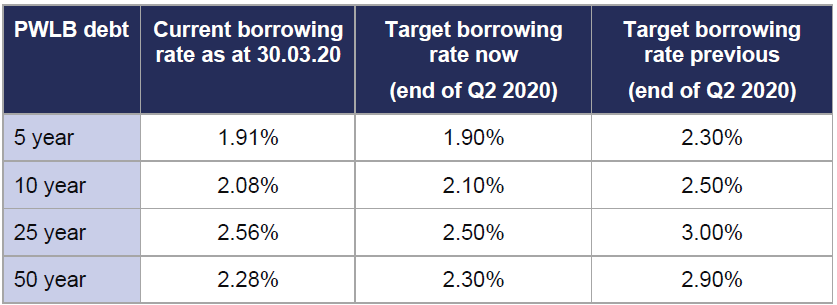 PWLB debt Current borrowing Target borrowing Target borrowing
rate as at 30.03.20 rate now rate previous
(end of Q2 2020) (end of Q2 2020)
5 year 1.91% 1.90% 2.30%
10 year 2.08% 2.10% 2.50%
25 year 2.56% 2.50% 3.00%
50 year 2.28% 2.30% 2.90%